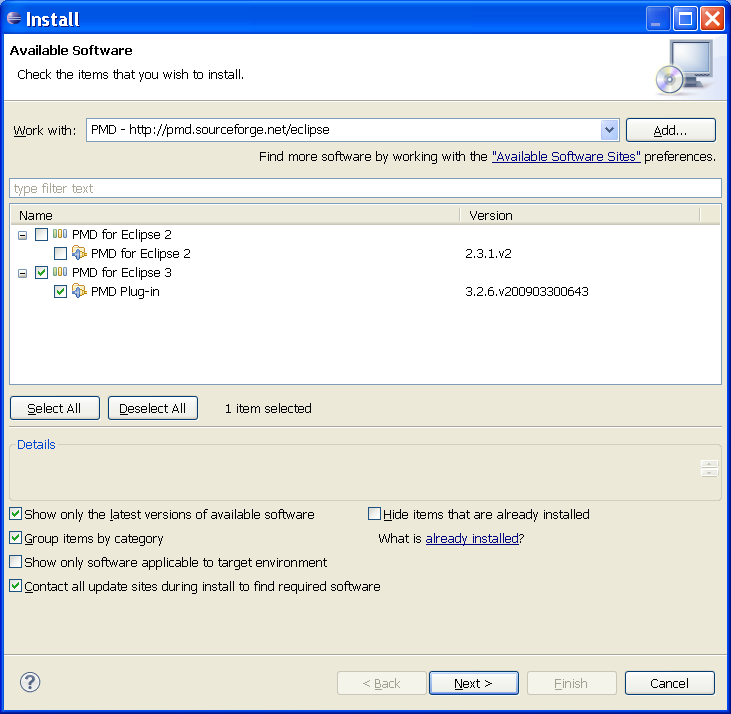 Install
Available Software
Check the items that you wish to install.
Work with: PMD - http://pmd.sourceforge.net/eclipse Add...
Find more software by working with the "Available Software Sites" preferences.
type filter text
Name Version
PMD for Eclipse 2
PMD for Eclipse 2 2.3.1.v2
PMD for Eclipse 3
PMD Plug-in 3.2.6.v200903300643
Select All Deselect All 1 item selected
Details
Show only the latest versions of available software Hide items that are already installed
Group items by category What is already installed?
Show only software applicable to target environment
Contact all update sites during install to find required software
? < Back Next > Finish Cancel